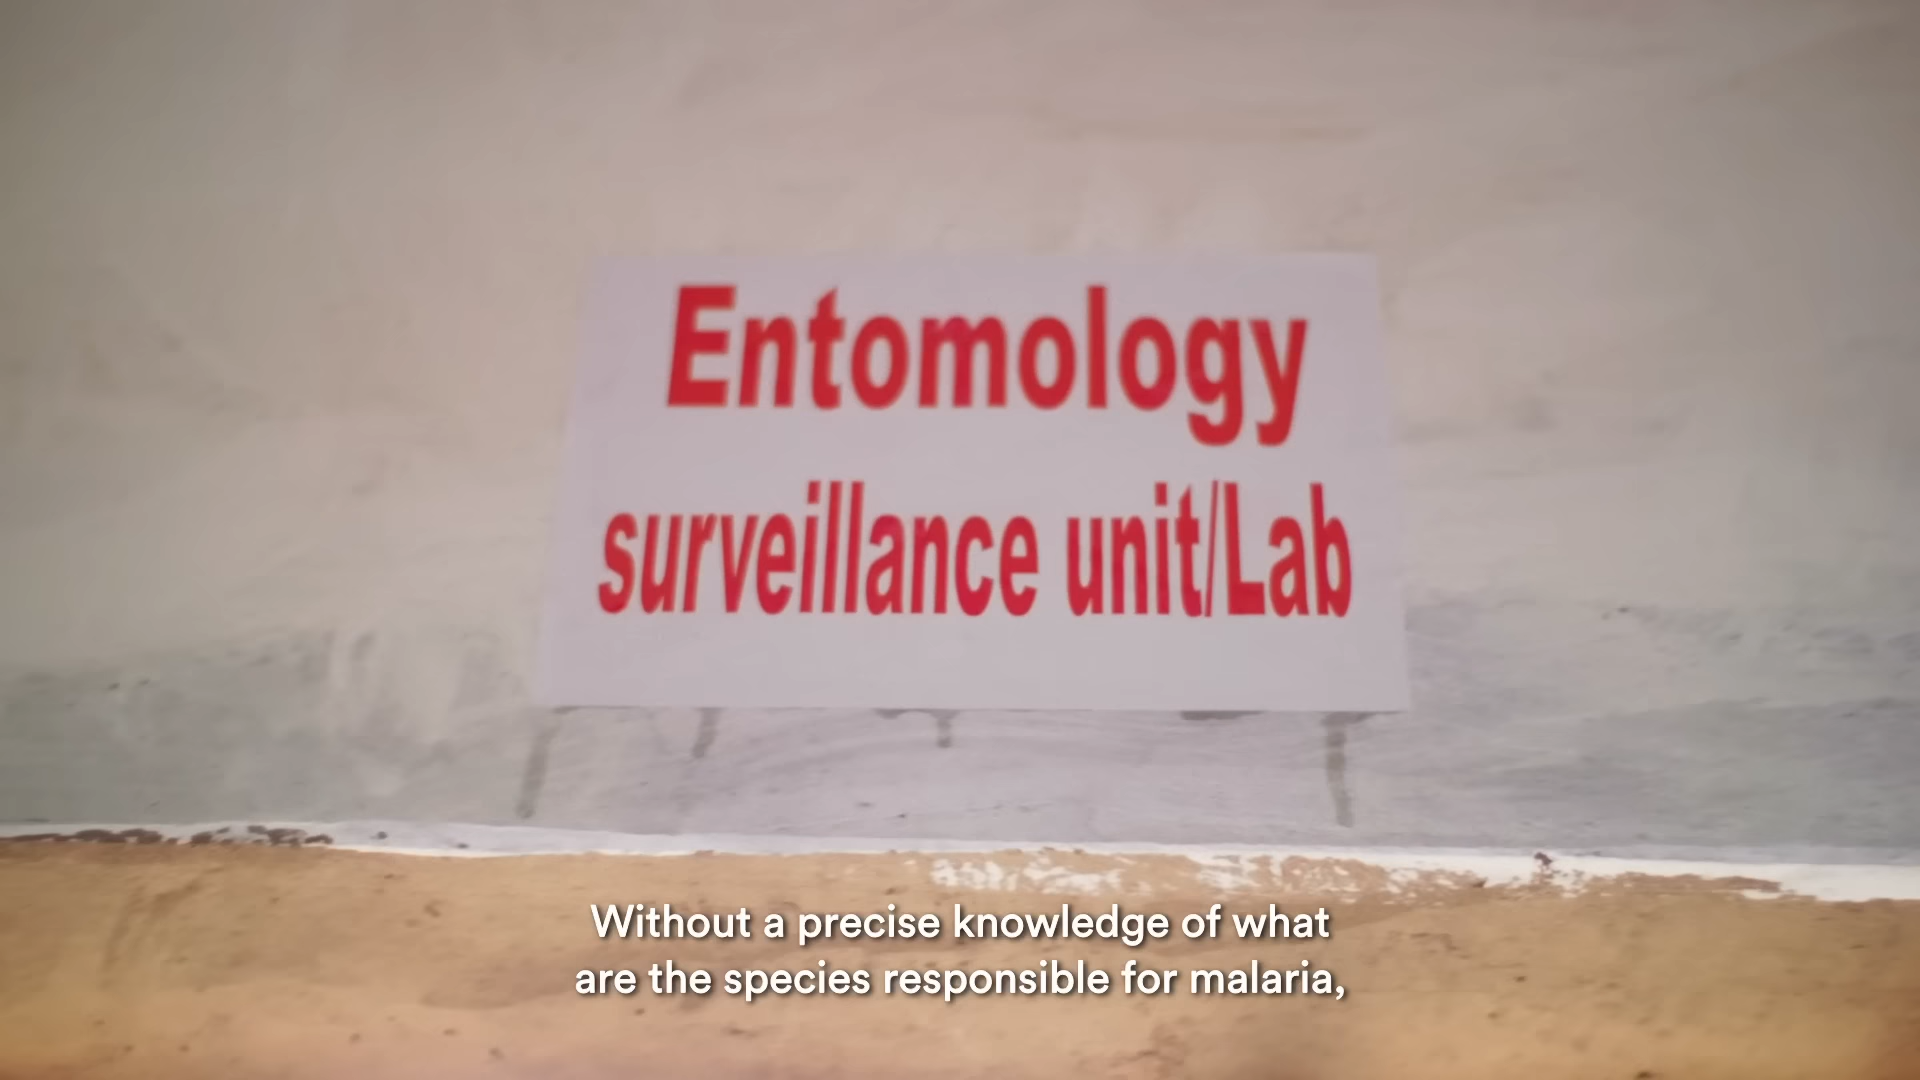 Entomology
surveillance unit/Lab
Without a precise knowledge of what
are the species responsible for malaria,